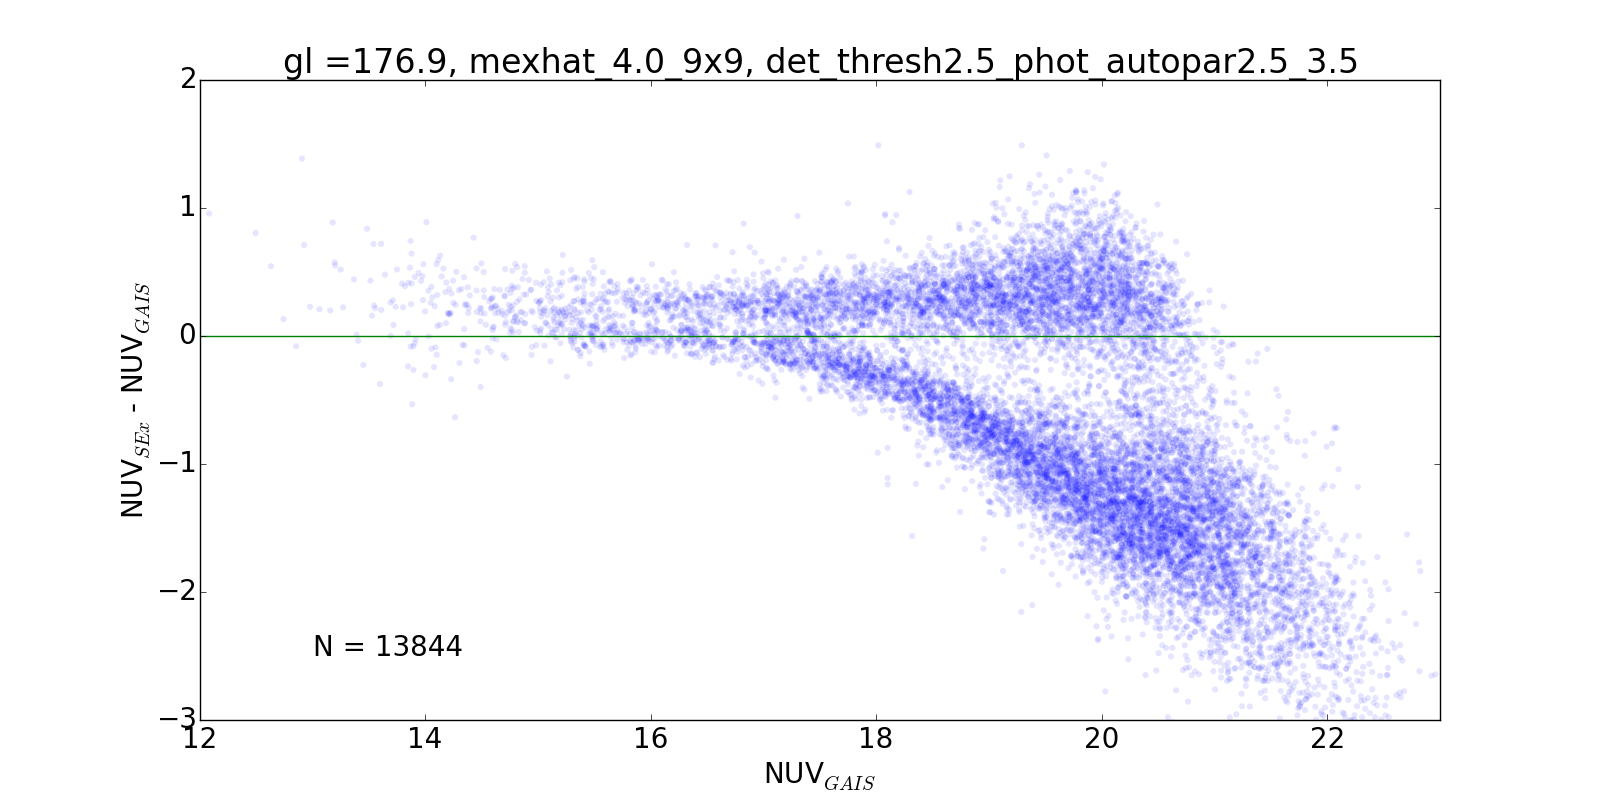 gl =176.9, mexhat_4.0_9x9, det_thresh2.5_phot_autopar2.5_3.5
2
1
0
−1
−2
−3
NUV_SEx - NUV_GAIS
N = 13844
12 14 16 18 20 22
NUV_GAIS